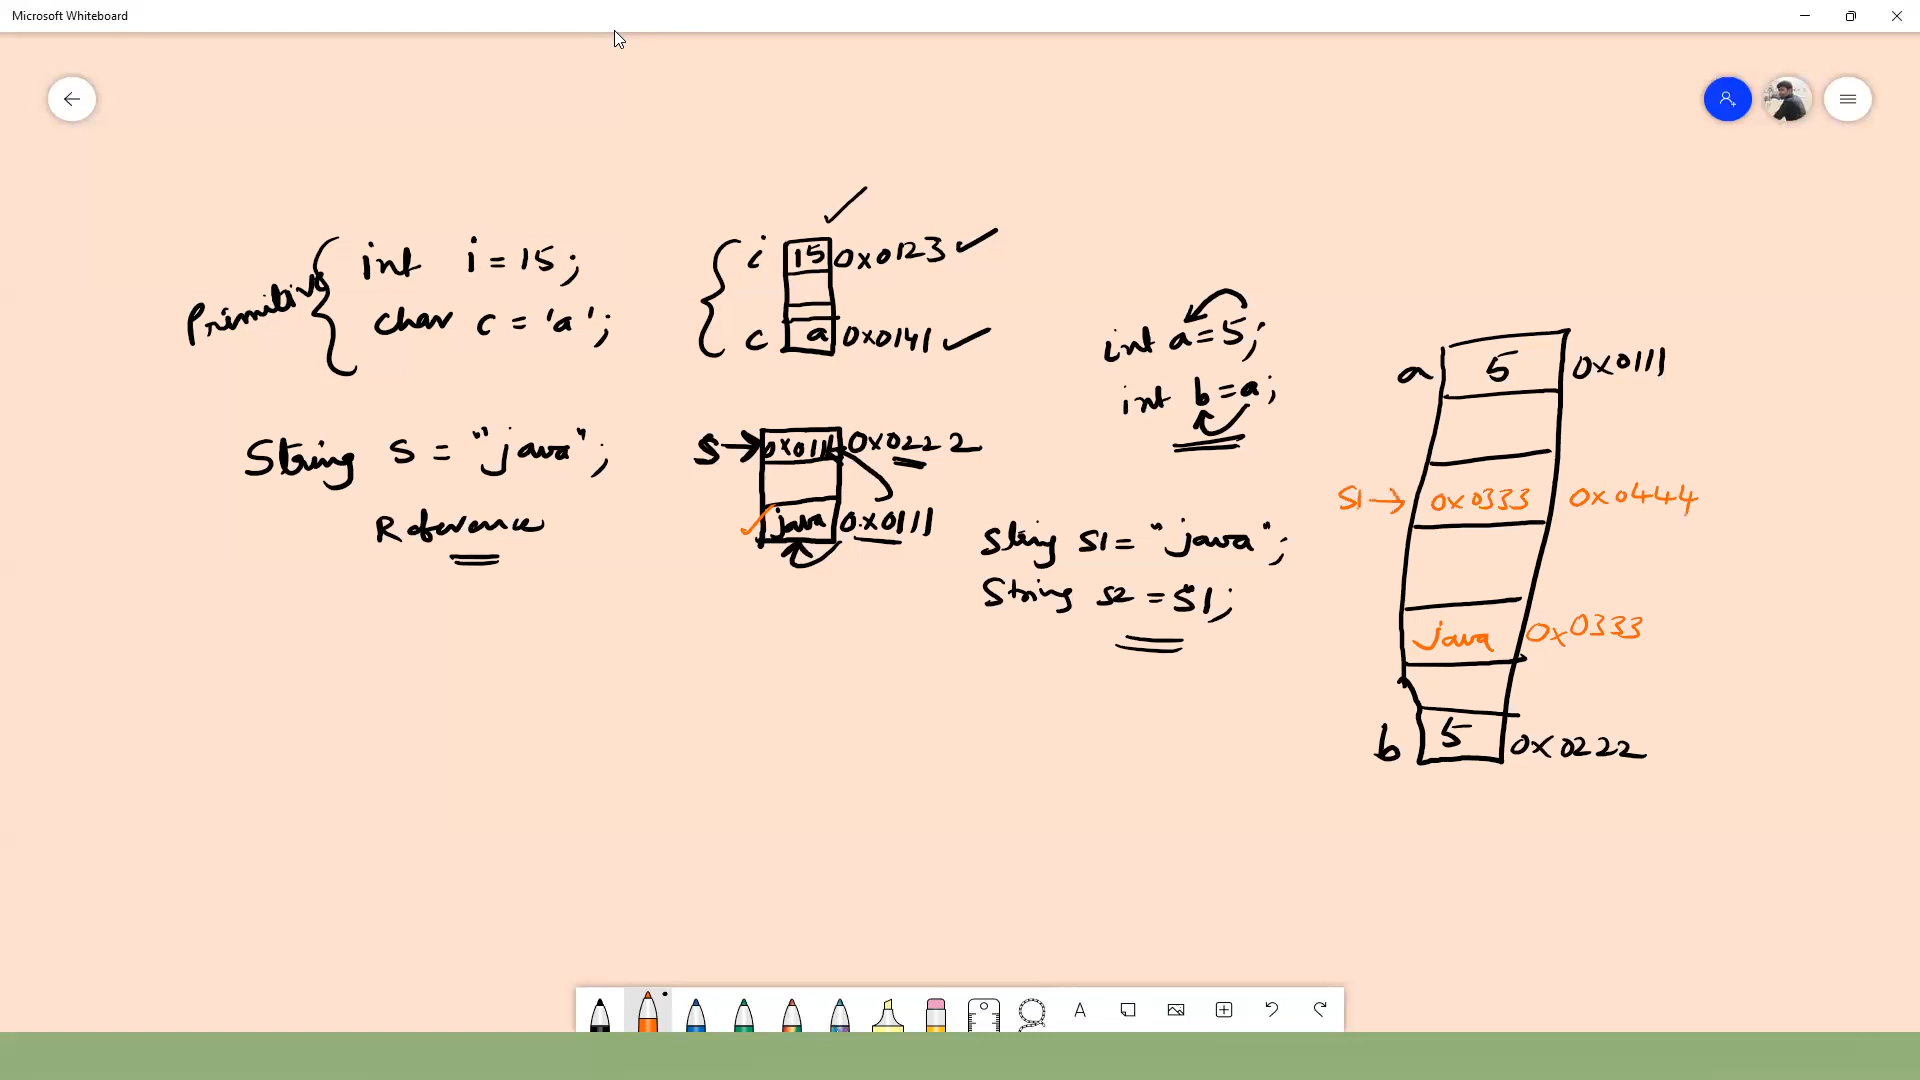 Microsoft Whiteboard
Primitive
int i = 15;
char c = 'a';
i 15 0x0123
c a 0x0141
String s = "java";
Reference
S 0x0111 0x0222
java 0x0111
int a = 5;
int b = a;
String S1 = "java";
String S2 = S1;
a 5 0x0111
S1 0x0333 0x0444
java 0x0333
b 5 0x0222
A